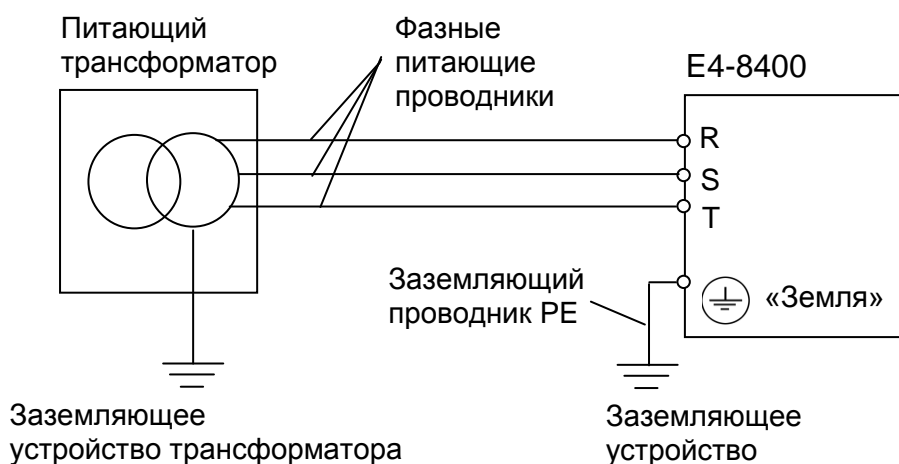 Питающий
трансформатор
Фазные
питающие
проводники
E4-8400
R
S
T
Заземляющий
проводник PE
«Земля»
Заземляющее
устройство трансформатора
Заземляющее
устройство